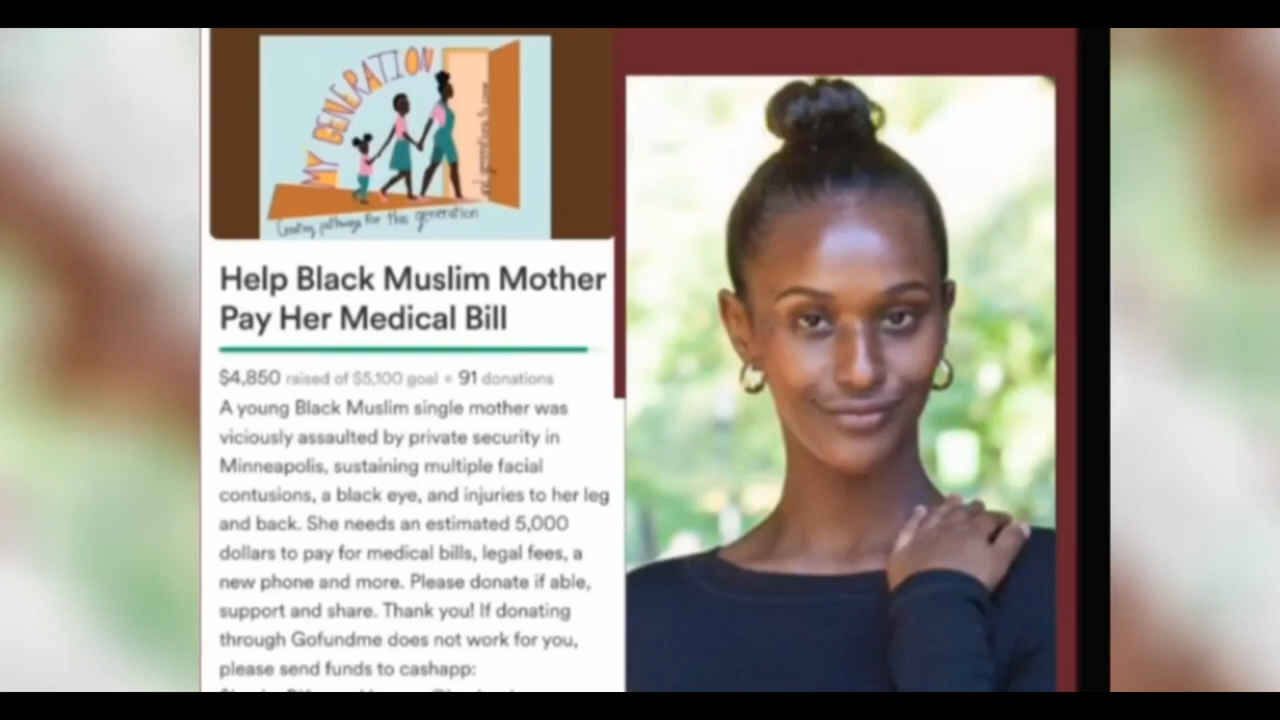 MY GENERATION
and generations to come
Creating pathways for this generation
Help Black Muslim Mother
Pay Her Medical Bill
$4,850 raised of $5,100 goal • 91 donations
A young Black Muslim single mother was
viciously assaulted by private security in
Minneapolis, sustaining multiple facial
contusions, a black eye, and injuries to her leg
and back. She needs an estimated 5,000
dollars to pay for medical bills, legal fees, a
new phone and more. Please donate if able,
support and share. Thank you! If donating
through Gofundme does not work for you,
please send funds to cashapp: